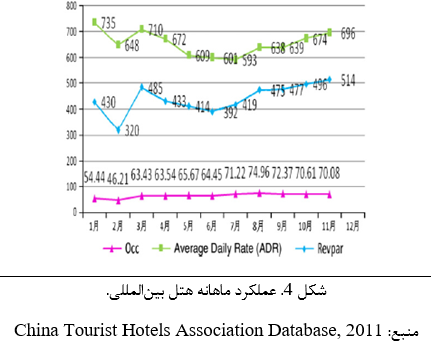 800
700
600
500
400
300
200
100
0
735 648 710 672 609 601 593 638 639 674 696
430 320 485 433 414 392 419 475 477 496 514
54.44 46.21 63.43 63.54 65.67 64.45 71.22 74.96 72.37 70.61 70.08
1月 2月 3月 4月 5月 6月 7月 8月 9月 10月 11月 12月
Occ Average Daily Rate (ADR) Revpar
شکل 4. عملکرد ماهانه هتل بین‌المللی.
منبع: China Tourist Hotels Association Database, 2011